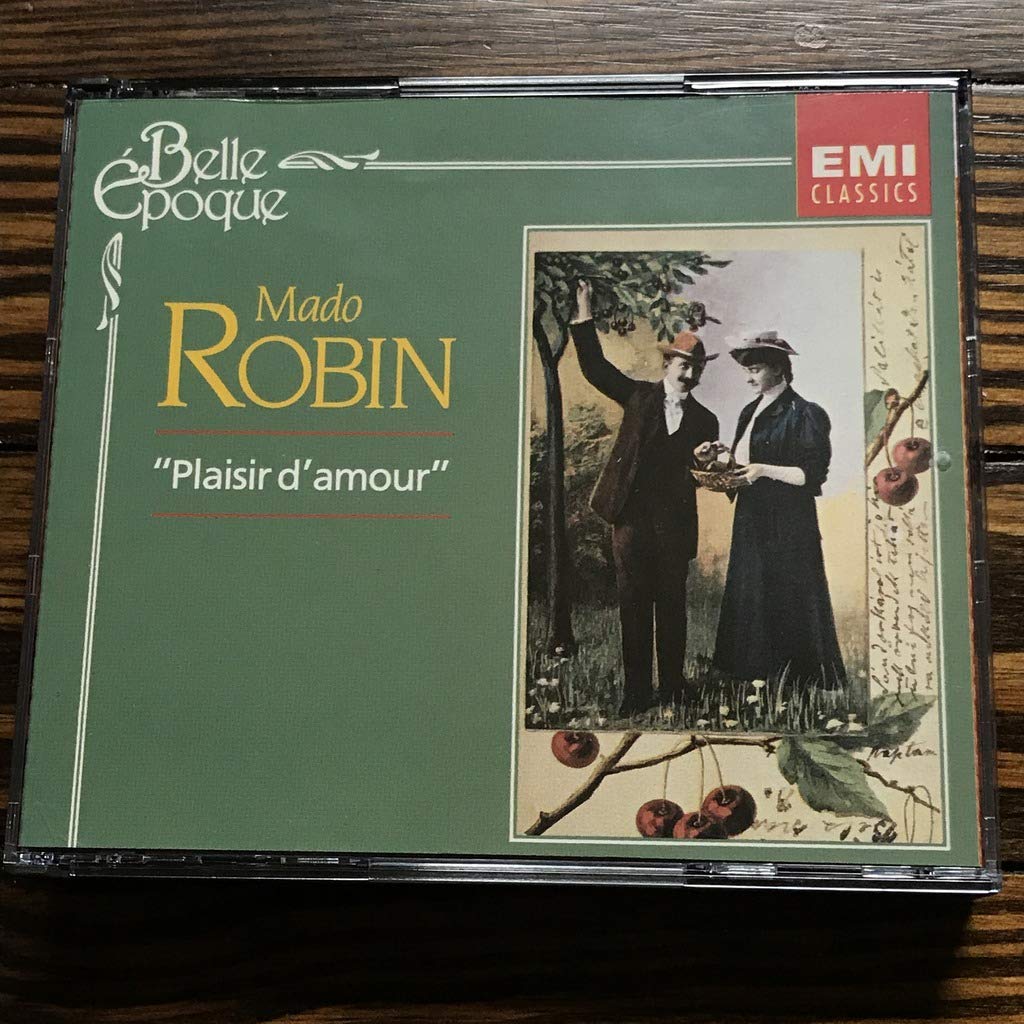 Belle
Époque
EMI
CLASSICS
Mado
ROBIN
"Plaisir d'amour"